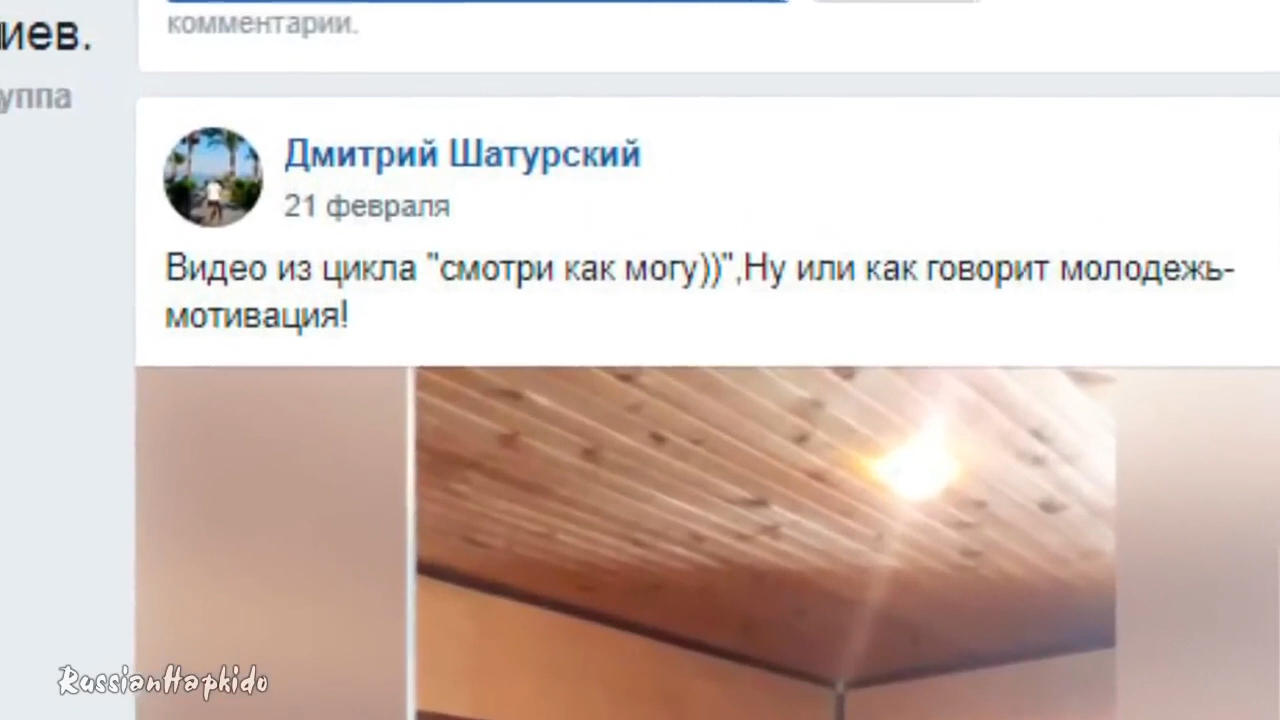 иев.
комментарии.
уппа
Дмитрий Шатурский
21 февраля
Видео из цикла "смотри как могу))",Ну или как говорит молодежь-
мотивация!
RussianHapkido